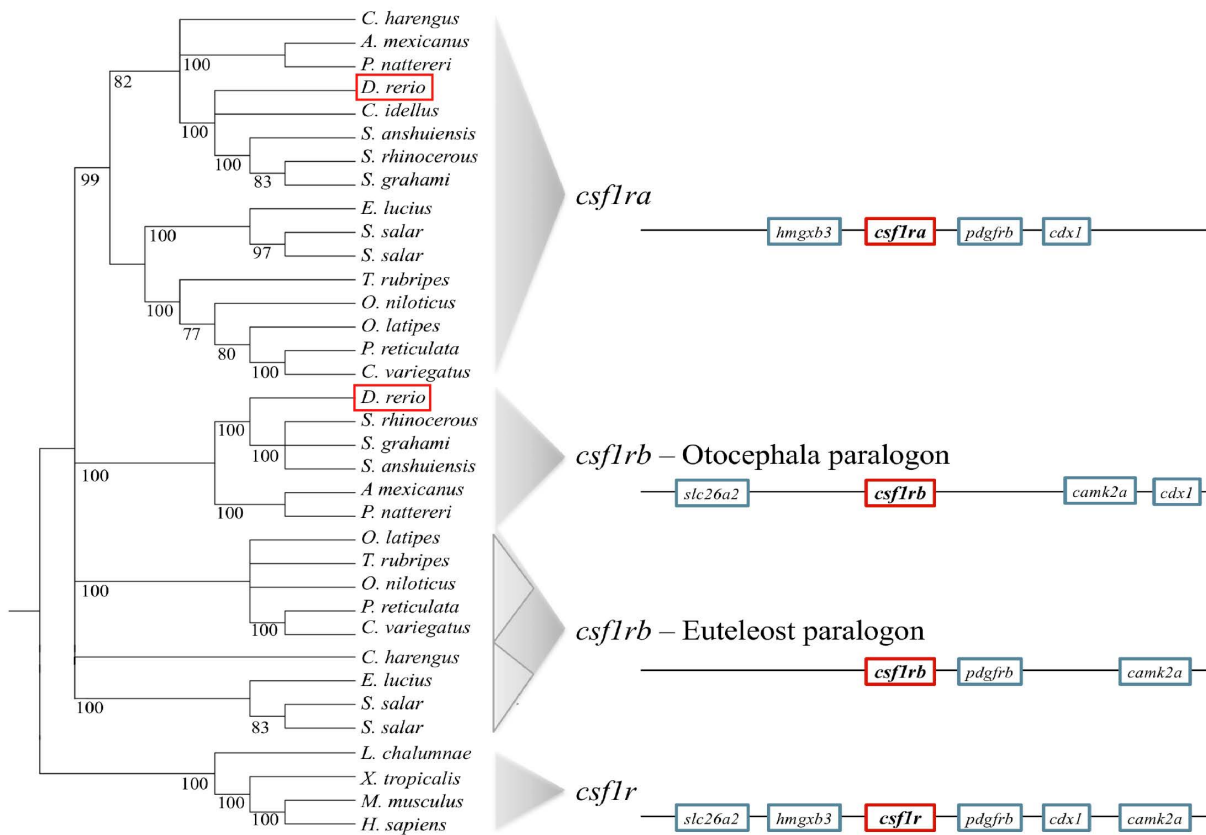 C. harengus
A. mexicanus
P. nattereri
D. rerio
C. idellus
S. anshuiensis
S. rhinocerous
S. grahami
E. lucius
S. salar
S. salar
T. rubripes
O. niloticus
O. latipes
P. reticulata
C. variegatus
D. rerio
S. rhinocerous
S. grahami
S. anshuiensis
A mexicanus
P. nattereri
O. latipes
T. rubripes
O. niloticus
P. reticulata
C. variegatus
C. harengus
E. lucius
S. salar
S. salar
L. chalumnae
X. tropicalis
M. musculus
H. sapiens
82
100
100
100
83
99
100
97
100
77
80
100
100
100
100
100
100
100
100
83
100
100
100
csf1ra
hmgxb3 csf1ra pdgfrb cdx1
csf1rb – Otocephala paralogon
slc26a2 csf1rb camk2a cdx1
csf1rb – Euteleost paralogon
csf1rb pdgfrb camk2a
csf1r
slc26a2 hmgxb3 csf1r pdgfrb cdx1 camk2a